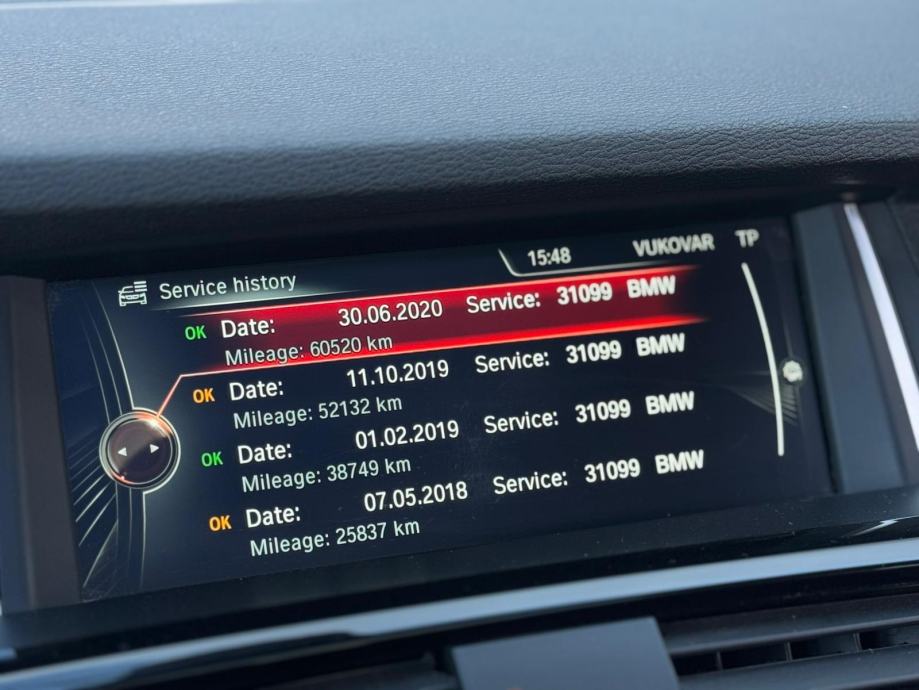 15:48 VUKOVAR TP
Service history
OK Date: 30.06.2020 Service: 31099 BMW
Mileage: 60520 km
OK Date: 11.10.2019 Service: 31099 BMW
Mileage: 52132 km
OK Date: 01.02.2019 Service: 31099 BMW
Mileage: 38749 km
OK Date: 07.05.2018 Service: 31099 BMW
Mileage: 25837 km